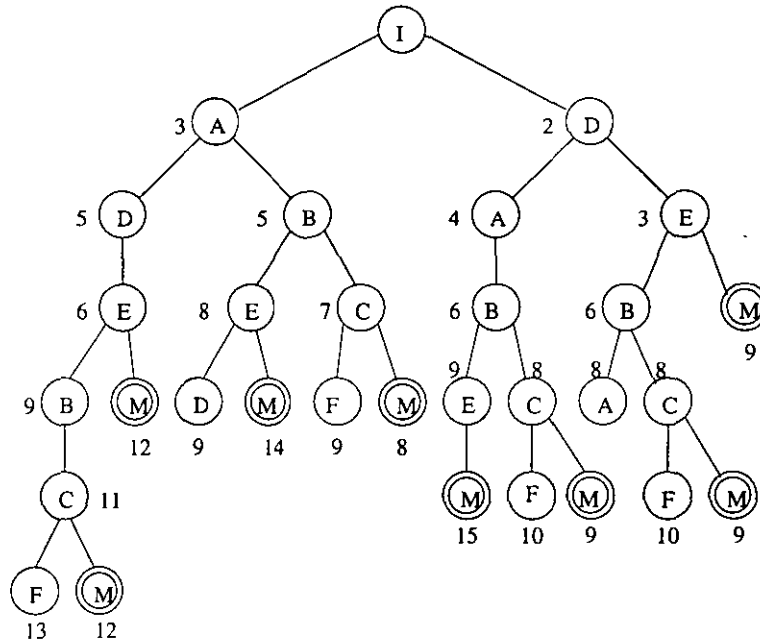 I
3 A 2 D
5 D 5 B 4 A 3 E
6 E 8 E 7 C 6 B 6 B M
9
9 8 8 8
9 B M D M F M E C A C
12 9 14 9 8
C 11 M F M F M
15 10 9 10 9
F M
13 12